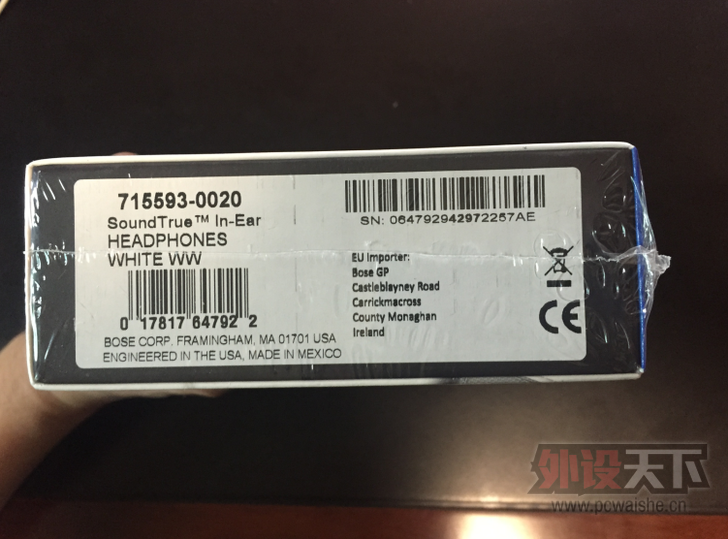 715593-0020
SoundTrue™ In-Ear
HEADPHONES
WHITE WW
0 17817 64792 2
BOSE CORP. FRAMINGHAM, MA 01701 USA
ENGINEERED IN THE USA, MADE IN MEXICO
SN: 064792942972267AE
EU Importer:
Bose GP
Castleblayney Road
Carrickmacross
County Monaghan
Ireland
CE
外设天下
www.pcwaishe.cn